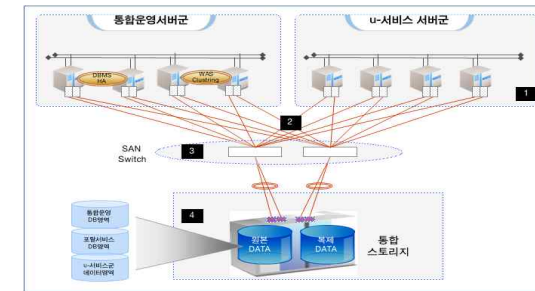 통합운영서버군
u-서비스 서버군
DBMS
HA
WAS
Clustring
1
2
SAN
Switch
3
4
통합운영
DB영역
포탈서비스
DB영역
u-서비스군
데이터영역
원본
DATA
복제
DATA
통합
스토리지